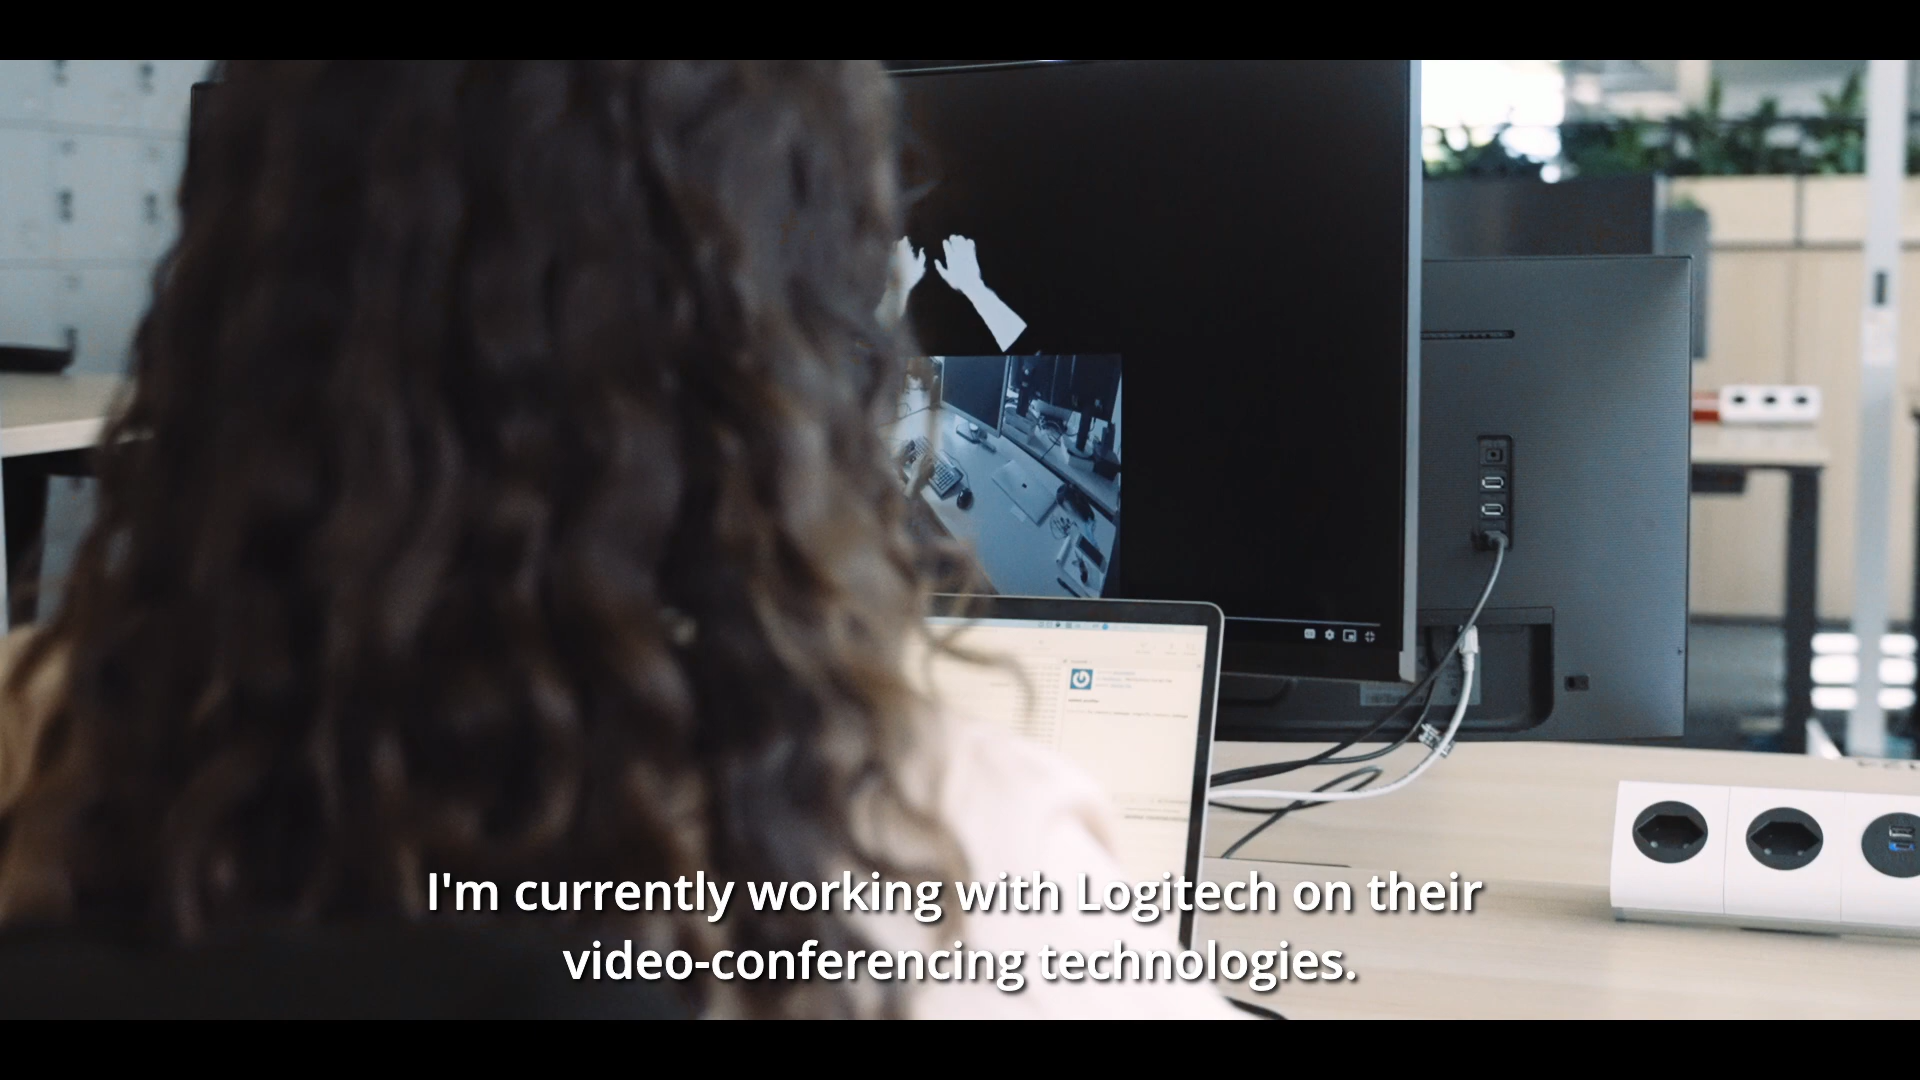 I'm currently working with Logitech on their
video-conferencing technologies.